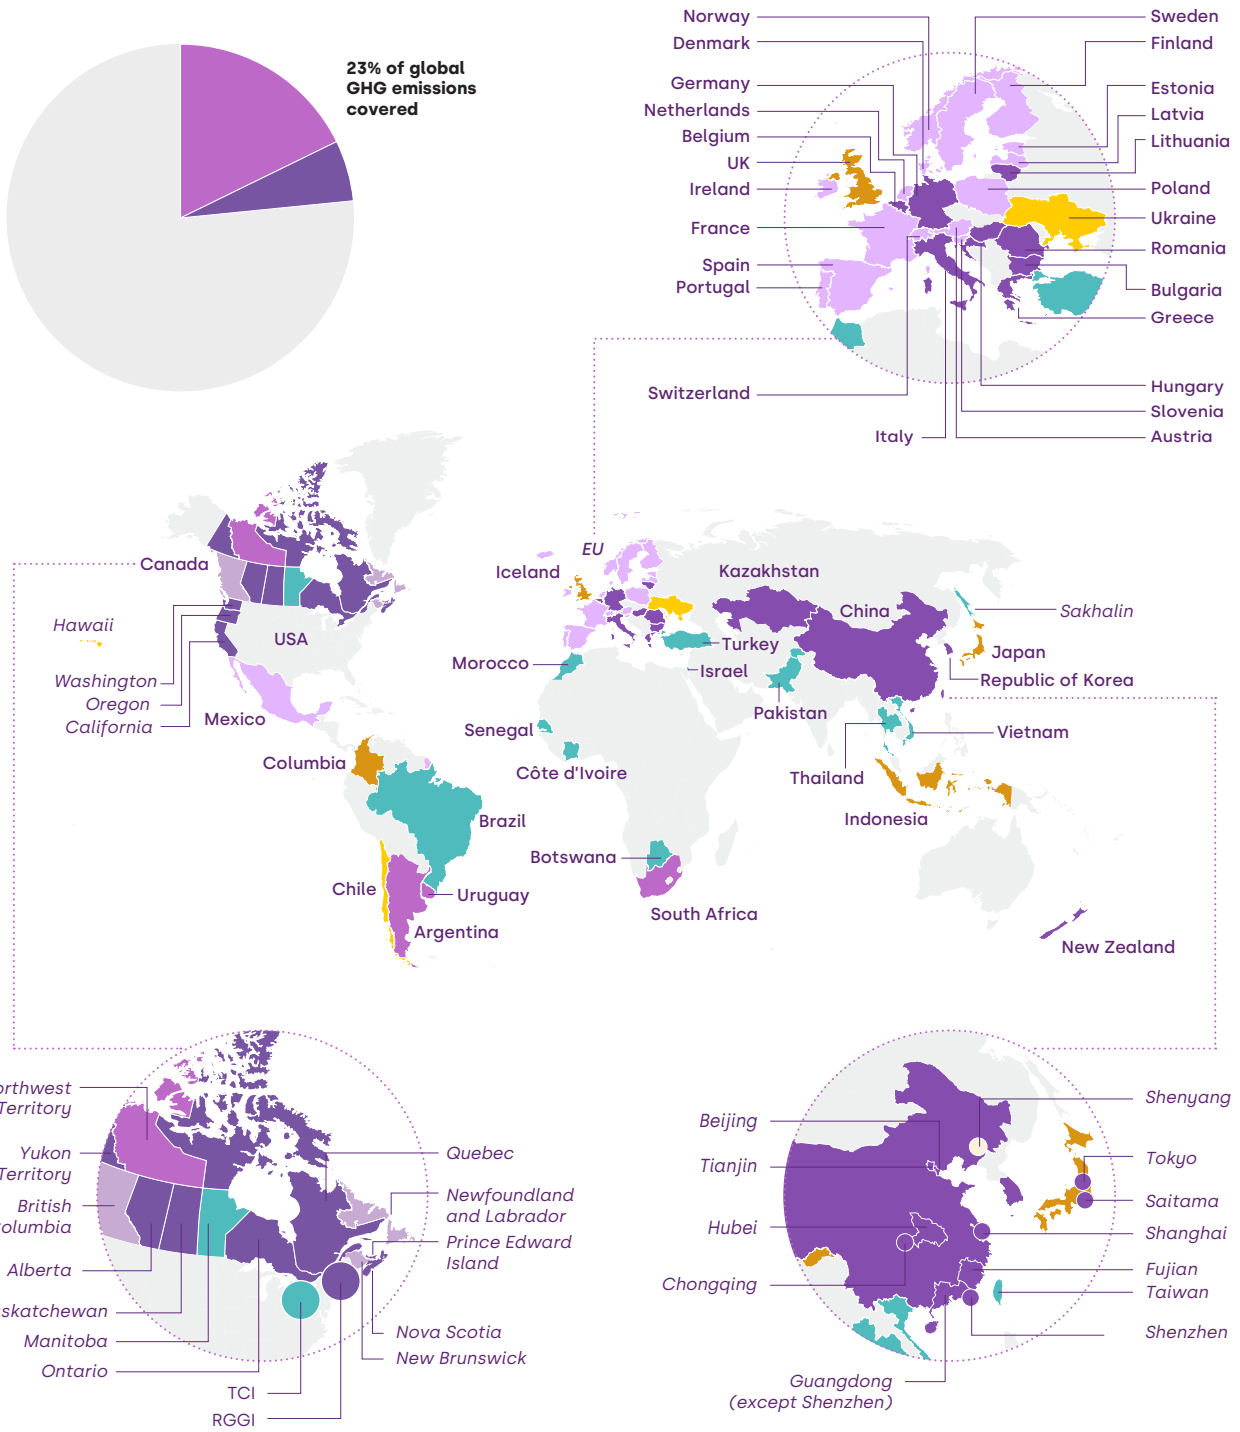 23% of global
GHG emissions
covered
Norway
Denmark
Germany
Netherlands
Belgium
UK
Ireland
France
Spain
Portugal
Switzerland
Italy
Sweden
Finland
Estonia
Latvia
Lithuania
Poland
Ukraine
Romania
Bulgaria
Greece
Hungary
Slovenia
Austria
EU
Canada
Iceland
Kazakhstan
China
Sakhalin
Hawaii
USA
Turkey
Japan
Morocco
Israel
Republic of Korea
Washington
Oregon
California
Mexico
Pakistan
Senegal
Vietnam
Columbia
Côte d'Ivoire
Thailand
Brazil
Indonesia
Botswana
Chile
Uruguay
South Africa
Argentina
New Zealand
orthwest
Territory
Yukon
Territory
British
olumbia
Alberta
skatchewan
Manitoba
Ontario
TCI
RGGI
Quebec
Newfoundland
and Labrador
Prince Edward
Island
Nova Scotia
New Brunswick
Beijing
Tianjin
Hubei
Chongqing
Guangdong
(except Shenzhen)
Shenyang
Tokyo
Saitama
Shanghai
Fujian
Taiwan
Shenzhen